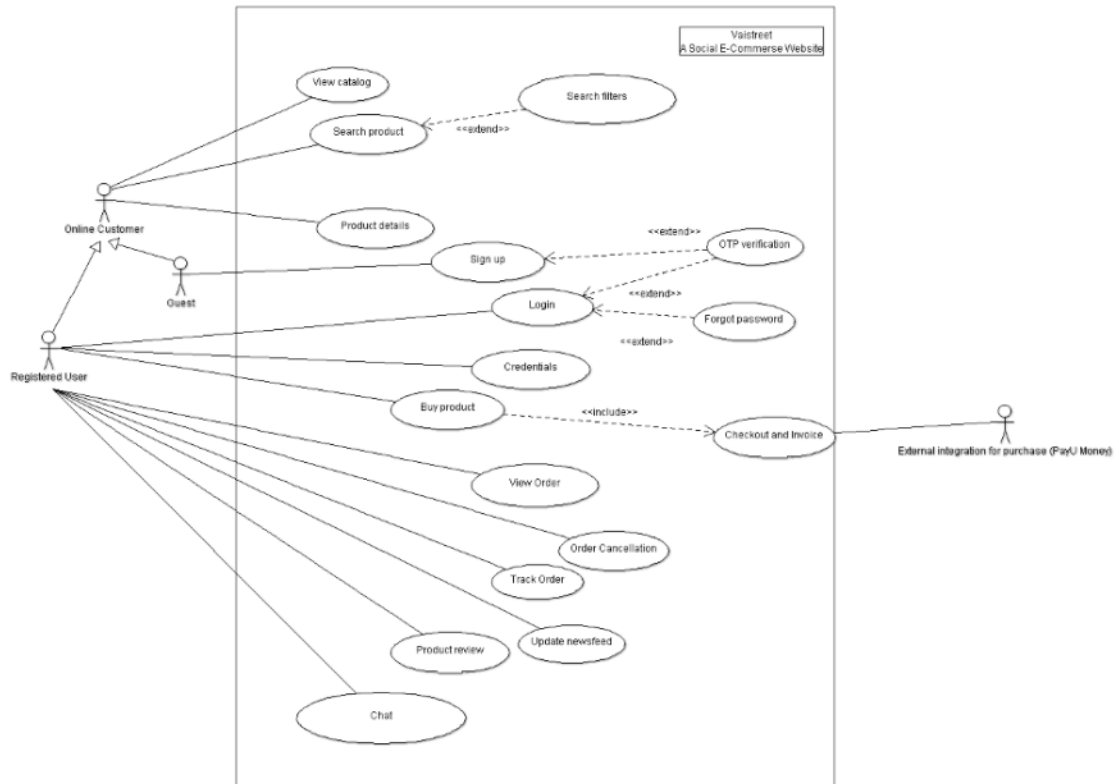 Vaistreet
A Social E-Commerse Website
View catalog
Search filters
Search product
<<extend>>
Online Customer
Product details
<<extend>>
OTP verification
Sign up
Guest
Login
<<extend>>
Forgot password
<<extend>>
Registered User
Credentials
Buy product
<<include>>
Checkout and Invoice
External integration for purchase (PayU Money)
View Order
Order Cancellation
Track Order
Update newsfeed
Product review
Chat